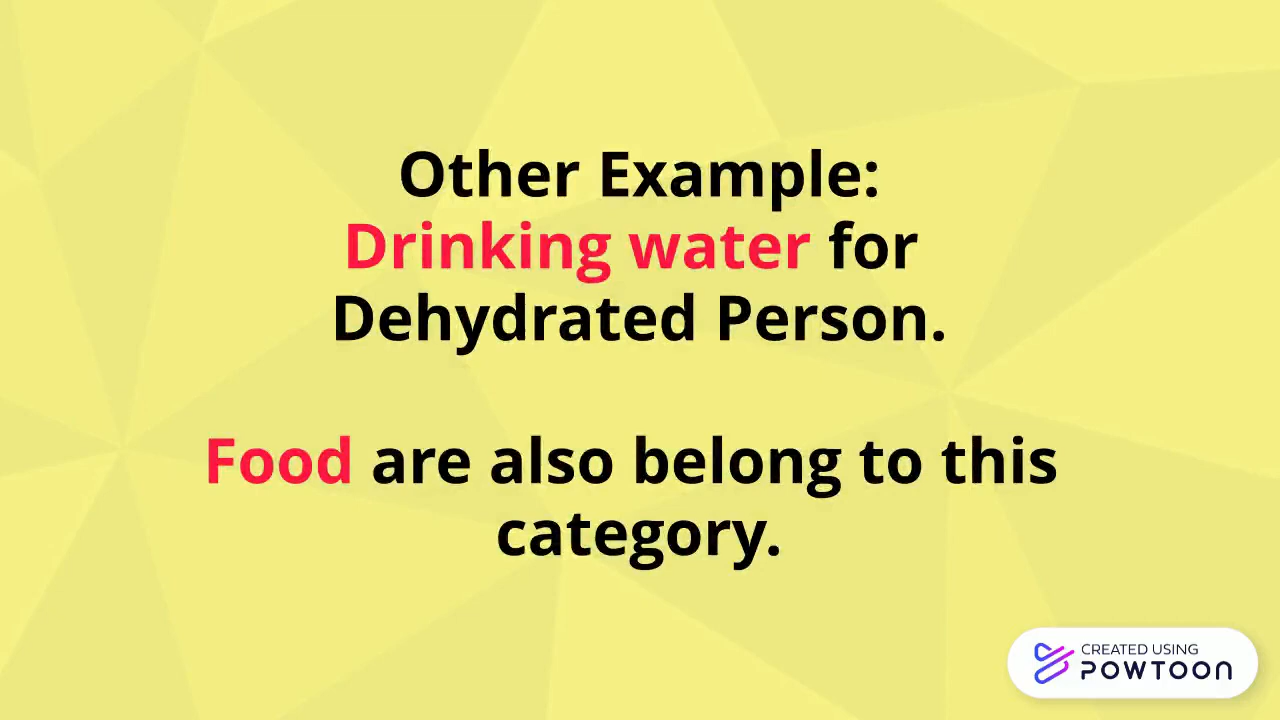 Other Example:
Drinking water for
Dehydrated Person.
Food are also belong to this
category.
CREATED USING
POWTOON